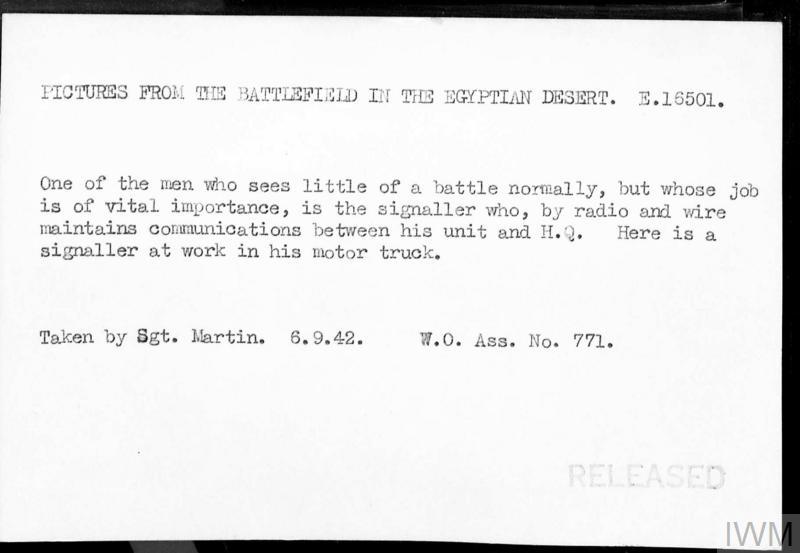 PICTURES FROM THE BATTLEFIELD IN THE EGYPTIAN DESERT. E.16501.
One of the men who sees little of a battle normally, but whose job
is of vital importance, is the signaller who, by radio and wire
maintains communications between his unit and H.Q. Here is a
signaller at work in his motor truck.
Taken by Sgt. Martin. 6.9.42. W.O. Ass. No. 771.
RELEASED
IWM